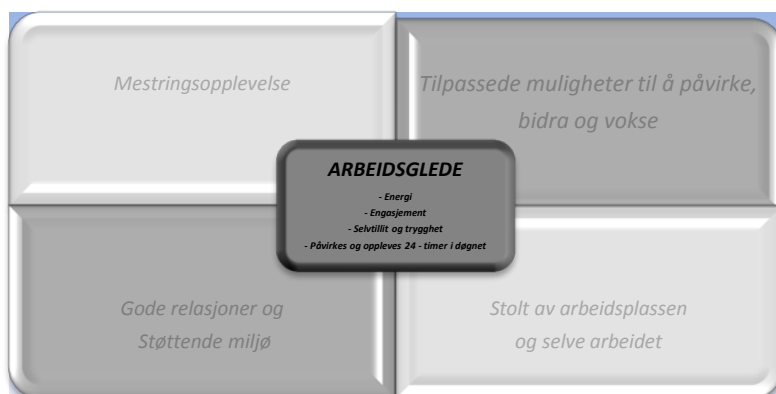 Mestringsopplevelse
Tilpassede muligheter til å påvirke,
bidra og vokse
ARBEIDSGLEDE
- Energi
- Engasjement
- Selvtillit og trygghet
- Påvirkes og oppleves 24 - timer i døgnet
Gode relasjoner og
Støttende miljø
Stolt av arbeidsplassen
og selve arbeidet